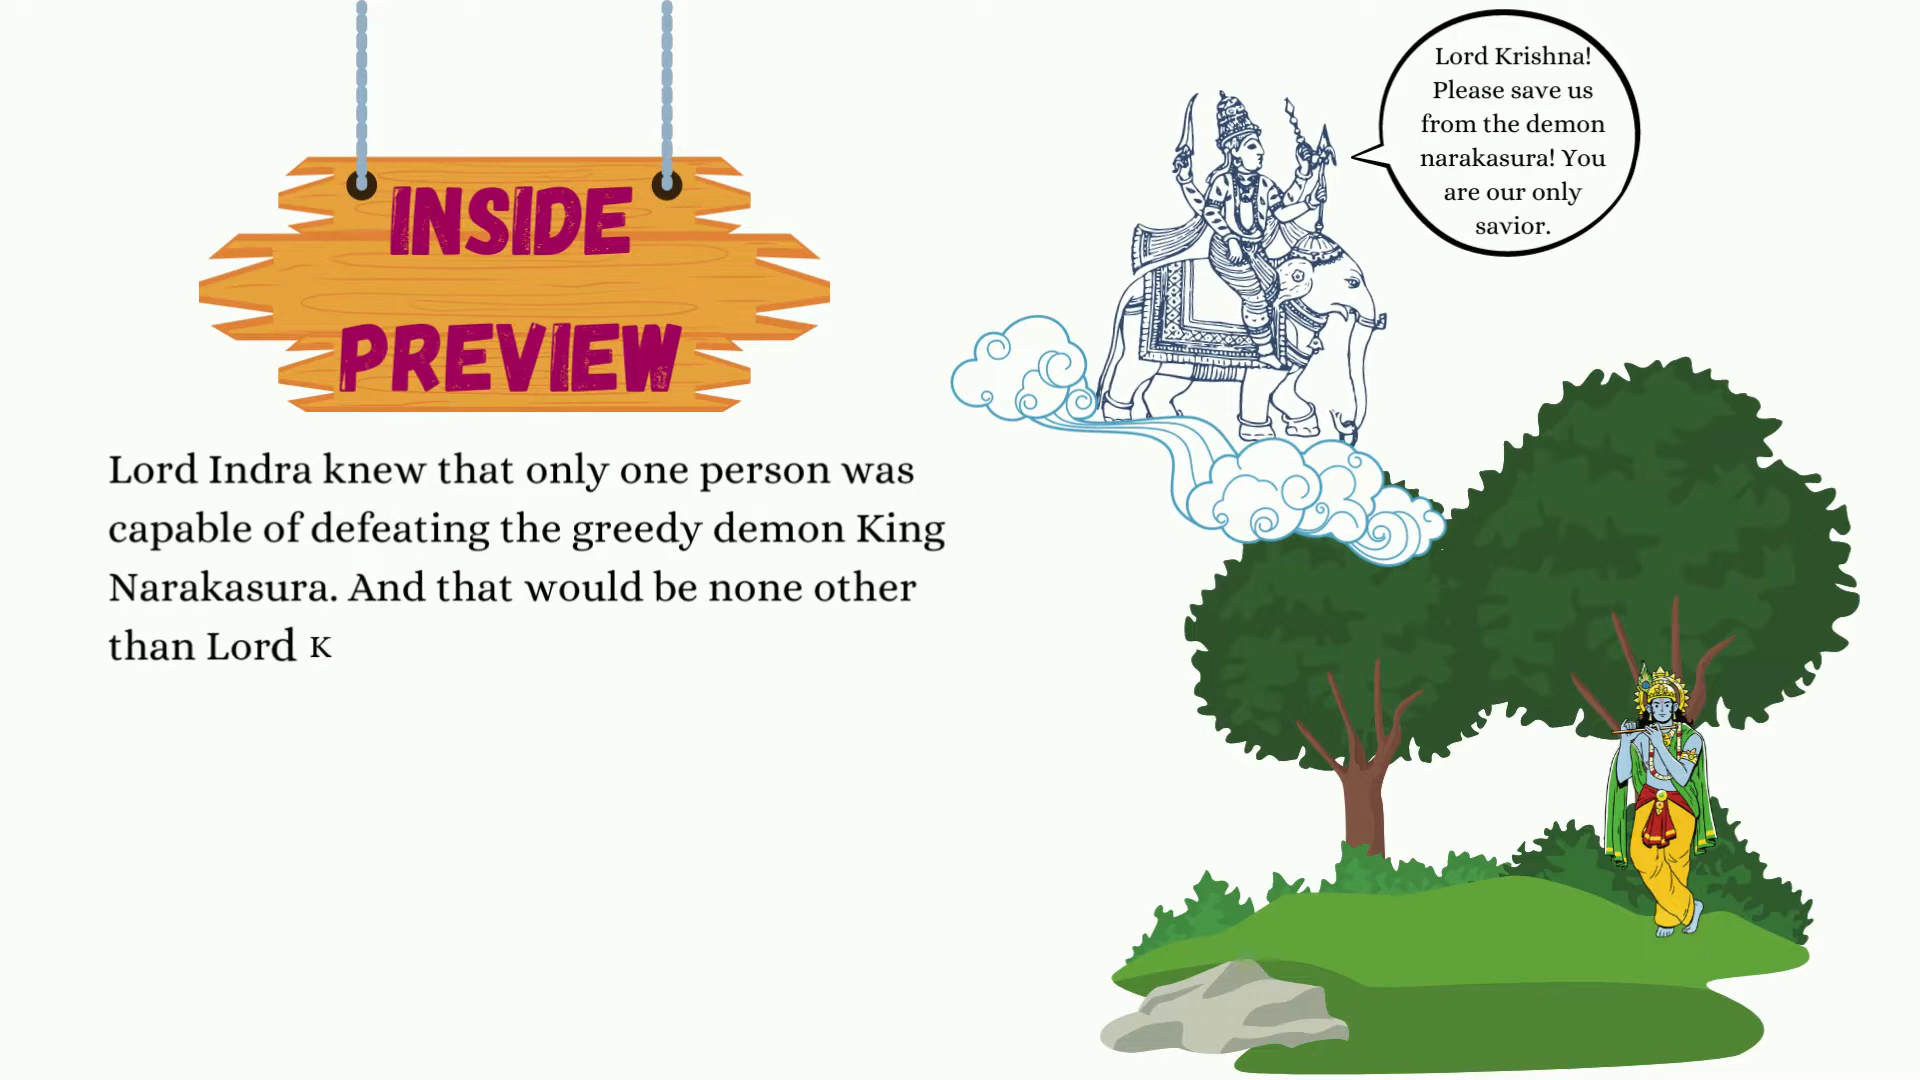 INSIDE
PREVIEW
Lord Indra knew that only one person was
capable of defeating the greedy demon King
Narakasura. And that would be none other
than Lord K
Lord Krishna!
Please save us
from the demon
narakasura! You
are our only
savior.